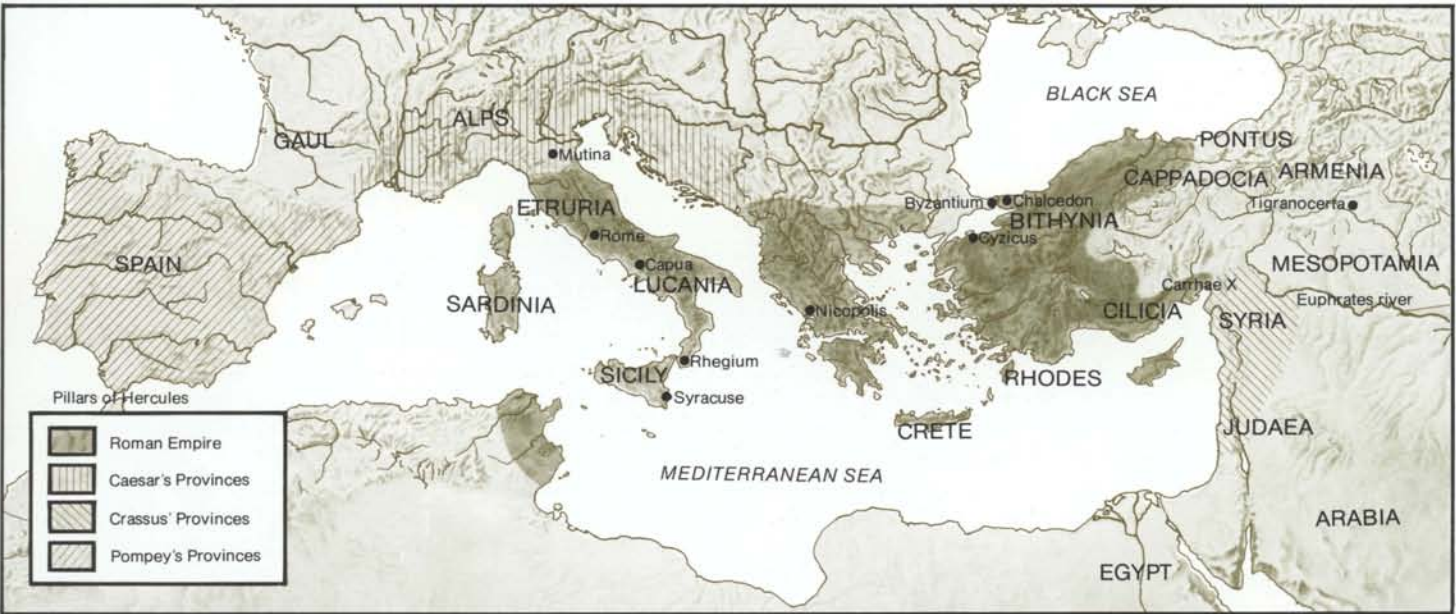 BLACK SEA
GAUL
ALPS
Mutina
PONTUS
CAPPADOCIA
ARMENIA
ETRURIA
Byzantium
Chalcedon
BITHYNIA
Tigranocerta
Rome
Cyzicus
SPAIN
Capua
LUCANIA
MESOPOTAMIA
SARDINIA
Carrhae X
Euphrates river
Nicopolis
CILICIA
SYRIA
Rhegium
SICILY
RHODES
Syracuse
Pillars of Hercules
CRETE
JUDAEA
Roman Empire
MEDITERRANEAN SEA
Caesar's Provinces
Crassus' Provinces
ARABIA
Pompey's Provinces
EGYPT